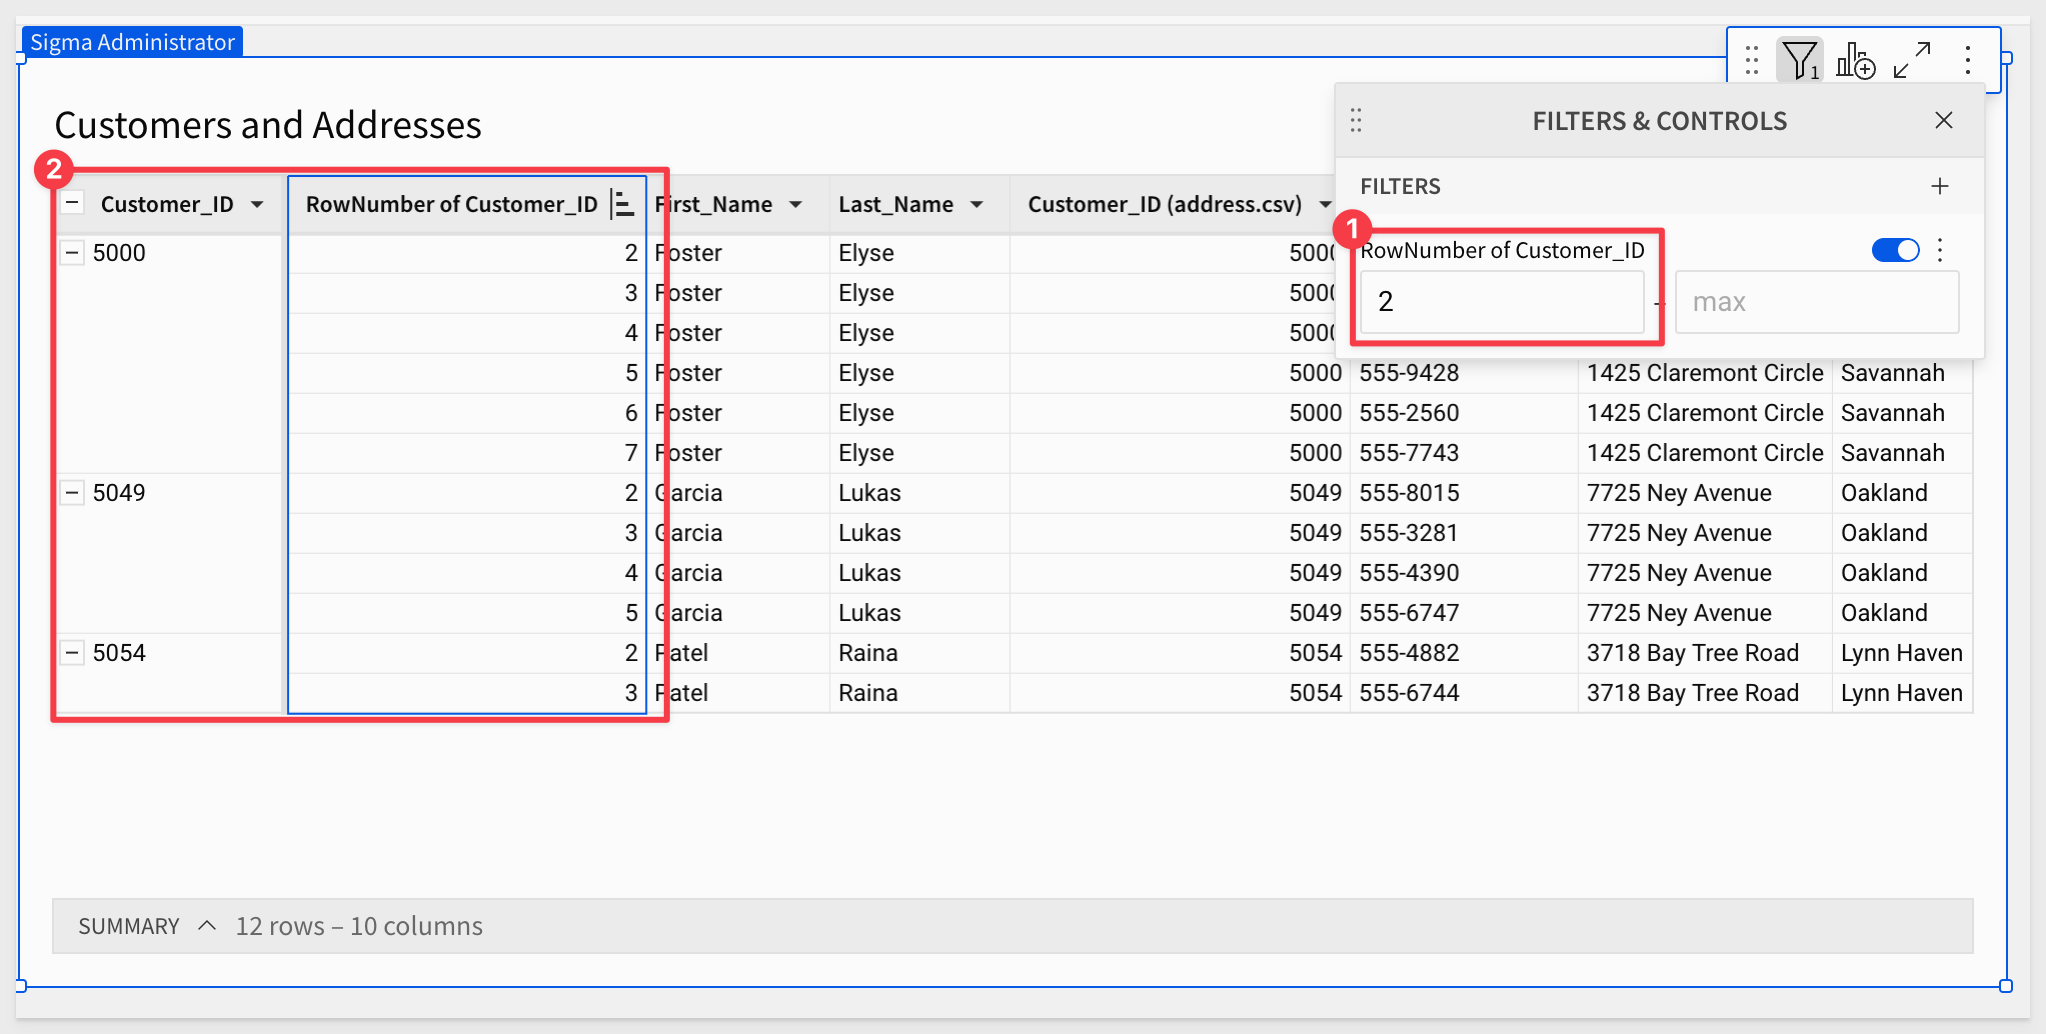 Sigma Administrator
1
Customers and Addresses
FILTERS & CONTROLS
FILTERS
1
RowNumber of Customer_ID
2 - max
2
Customer_ID RowNumber of Customer_ID First_Name Last_Name Customer_ID (address.csv)
5000 2 Foster Elyse 5000
3 Foster Elyse 5000
4 Foster Elyse 5000
5 Foster Elyse 5000 555-9428 1425 Claremont Circle Savannah
6 Foster Elyse 5000 555-2560 1425 Claremont Circle Savannah
7 Foster Elyse 5000 555-7743 1425 Claremont Circle Savannah
5049 2 Garcia Lukas 5049 555-8015 7725 Ney Avenue Oakland
3 Garcia Lukas 5049 555-3281 7725 Ney Avenue Oakland
4 Garcia Lukas 5049 555-4390 7725 Ney Avenue Oakland
5 Garcia Lukas 5049 555-6747 7725 Ney Avenue Oakland
5054 2 Patel Raina 5054 555-4882 3718 Bay Tree Road Lynn Haven
3 Patel Raina 5054 555-6744 3718 Bay Tree Road Lynn Haven
SUMMARY 12 rows – 10 columns